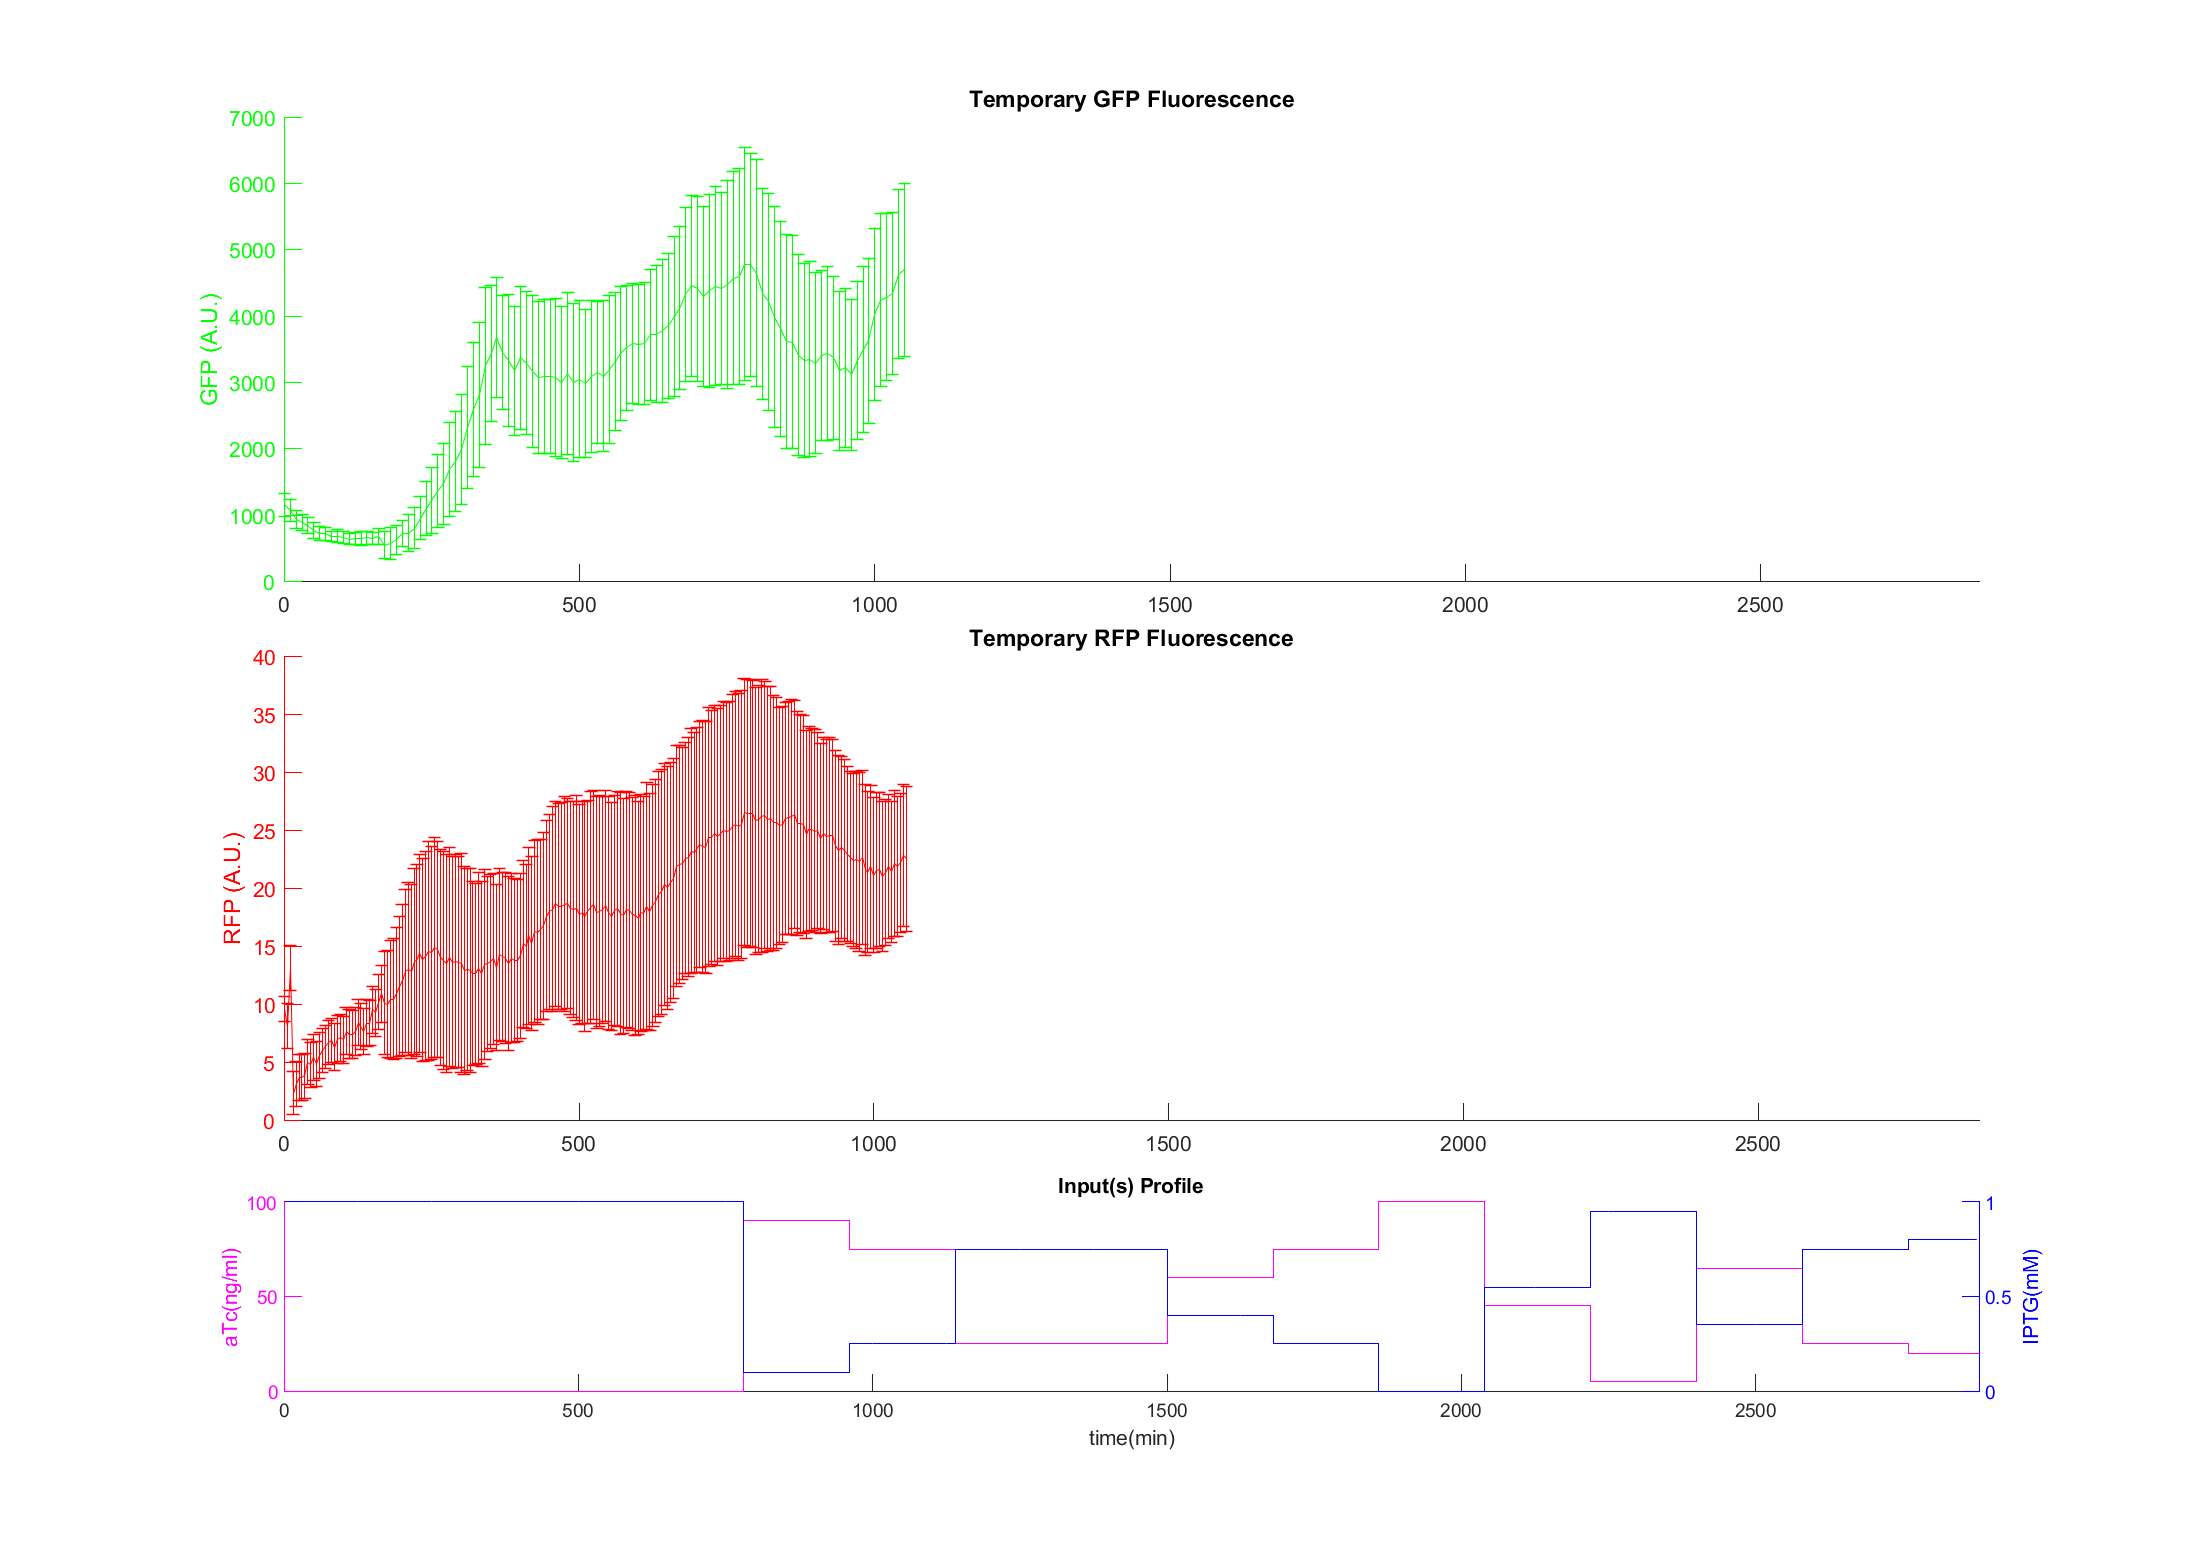 Temporary GFP Fluorescence
7000
6000
5000
4000
3000
2000
1000
0
GFP (A.U.)
0 500 1000 1500 2000 2500
Temporary RFP Fluorescence
40
35
30
25
20
15
10
5
0
RFP (A.U.)
0 500 1000 1500 2000 2500
Input(s) Profile
100
50
0
aTc(ng/ml)
1
0.5
0
IPTG(mM)
0 500 1000 1500 2000 2500
time(min)